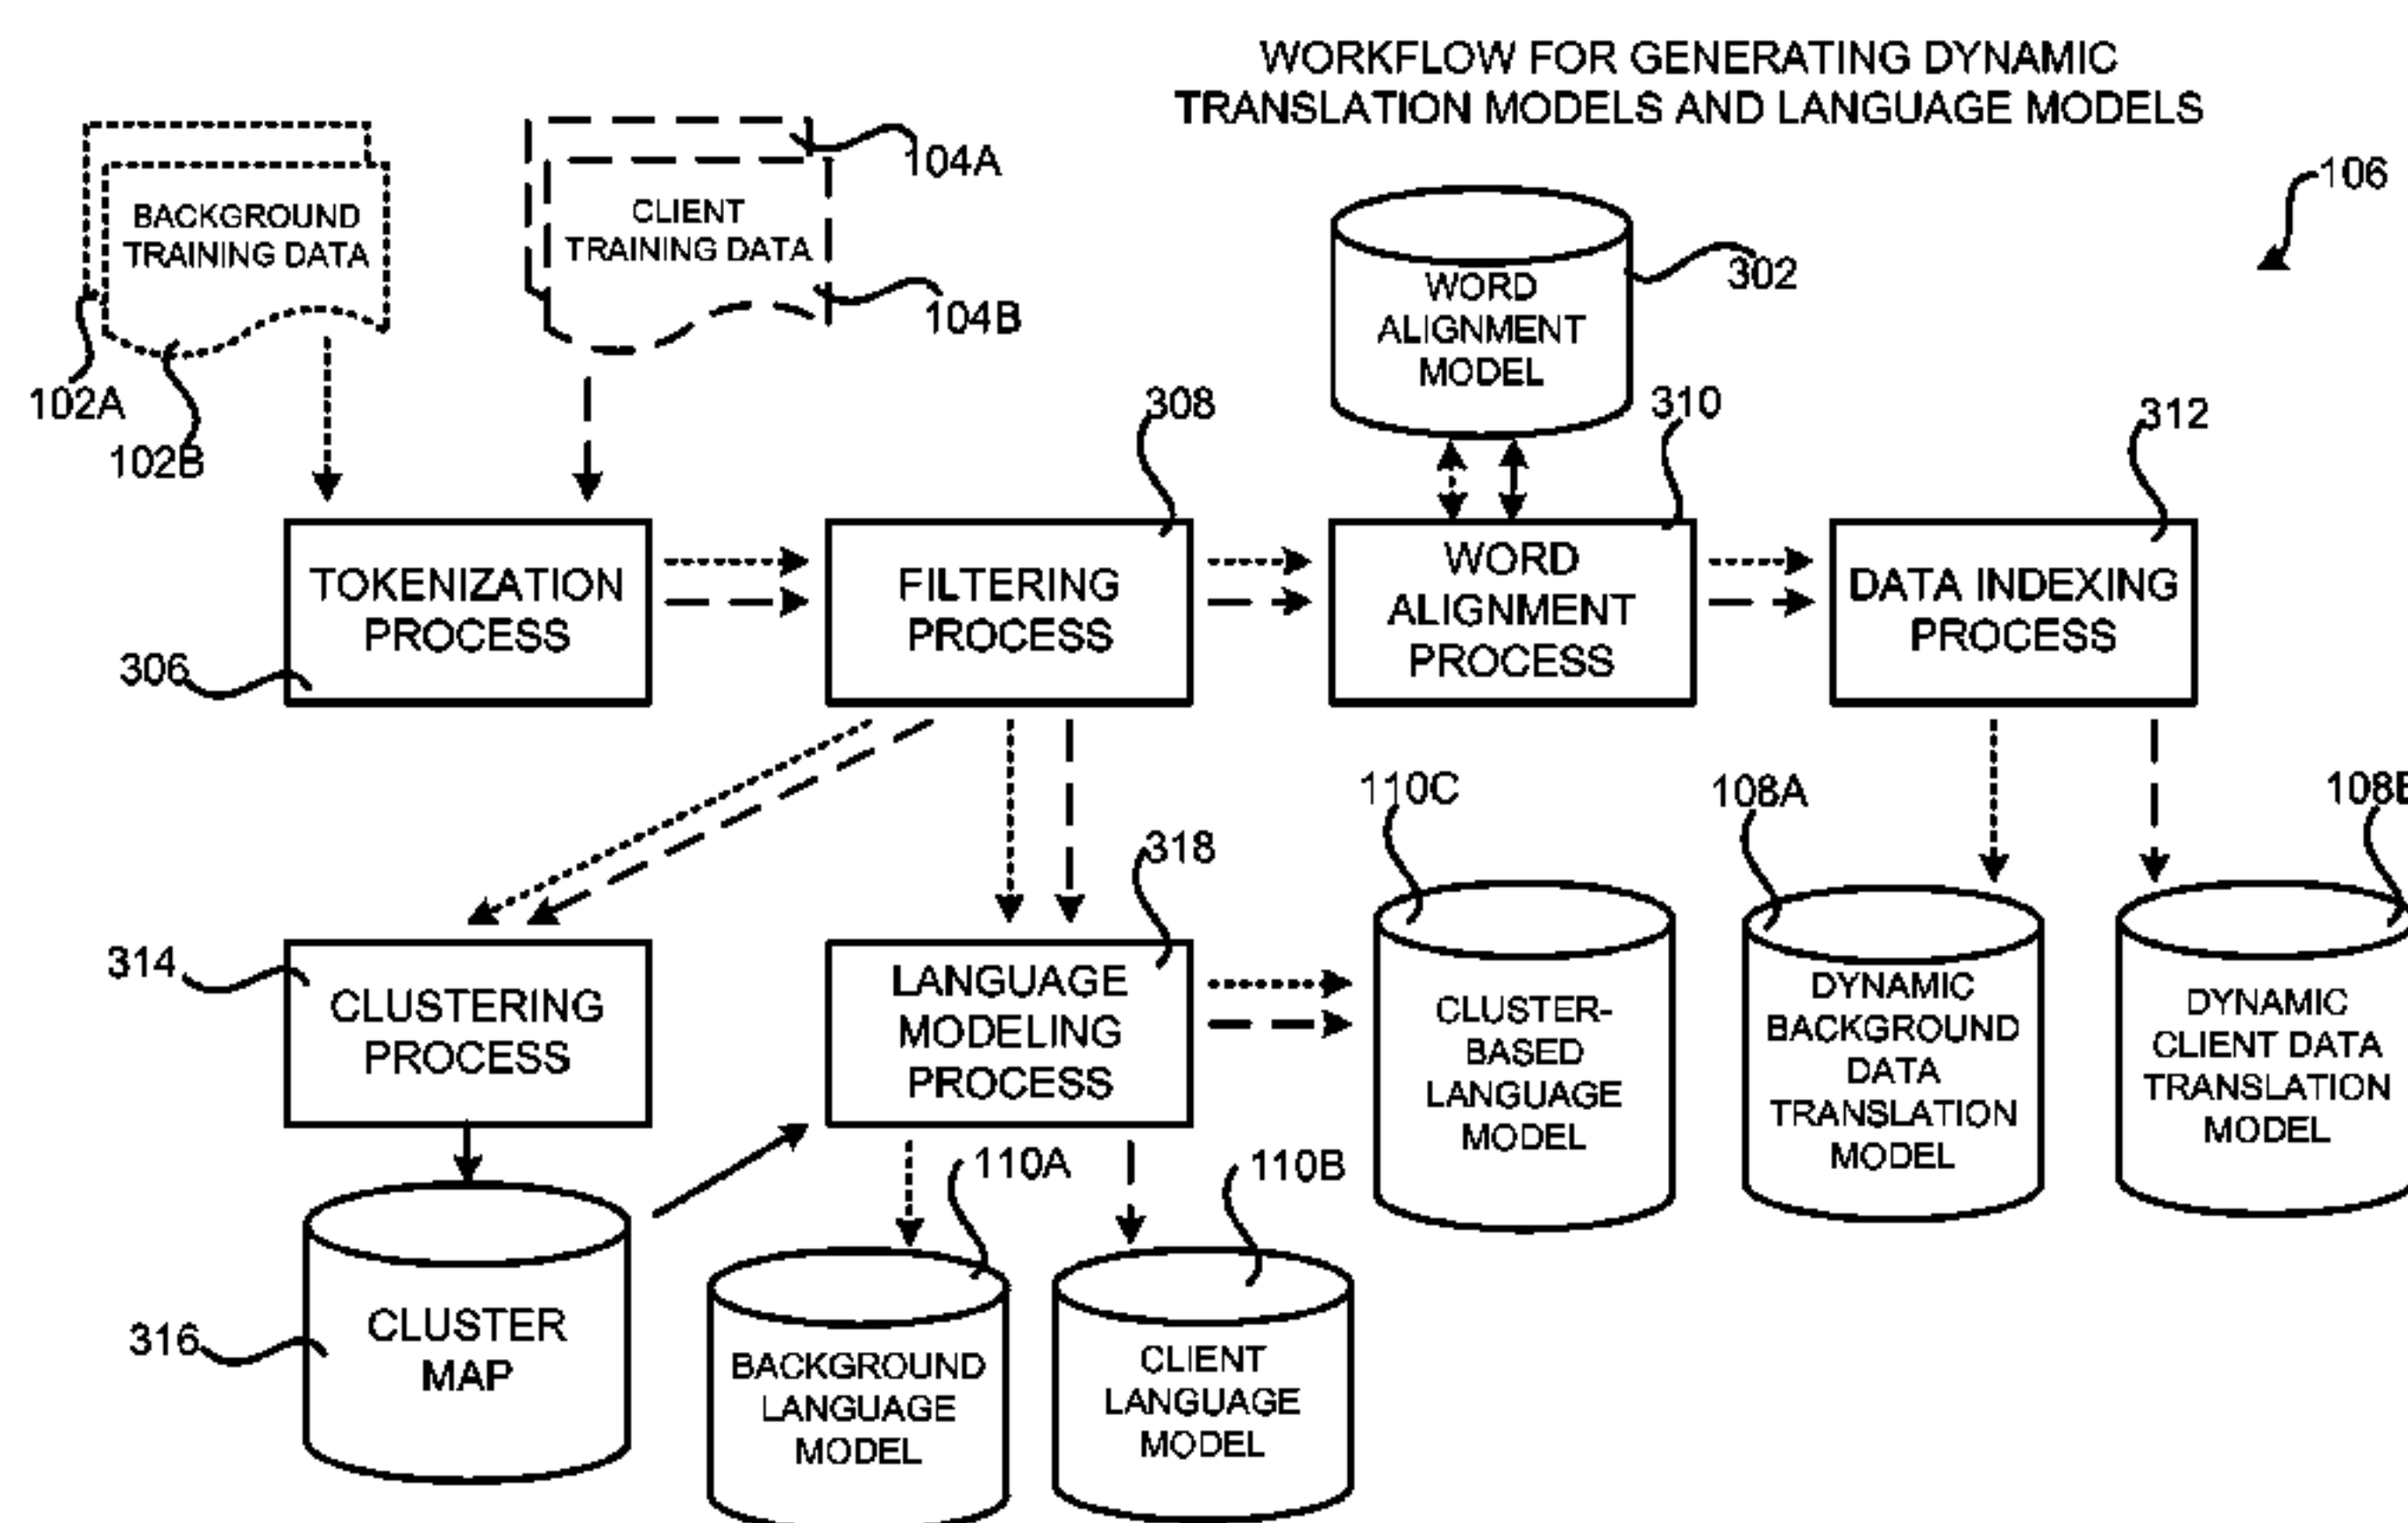 WORKFLOW FOR GENERATING DYNAMIC
TRANSLATION MODELS AND LANGUAGE MODELS
106
BACKGROUND
TRAINING DATA
102A
102B
CLIENT
TRAINING DATA
104A
104B
WORD
ALIGNMENT
MODEL
302
308
310
312
TOKENIZATION
PROCESS
306
FILTERING
PROCESS
WORD
ALIGNMENT
PROCESS
DATA INDEXING
PROCESS
110C
108A
108B
318
314
CLUSTERING
PROCESS
LANGUAGE
MODELING
PROCESS
CLUSTER-
BASED
LANGUAGE
MODEL
DYNAMIC
BACKGROUND
DATA
TRANSLATION
MODEL
DYNAMIC
CLIENT DATA
TRANSLATION
MODEL
110A
110B
316
CLUSTER
MAP
BACKGROUND
LANGUAGE
MODEL
CLIENT
LANGUAGE
MODEL